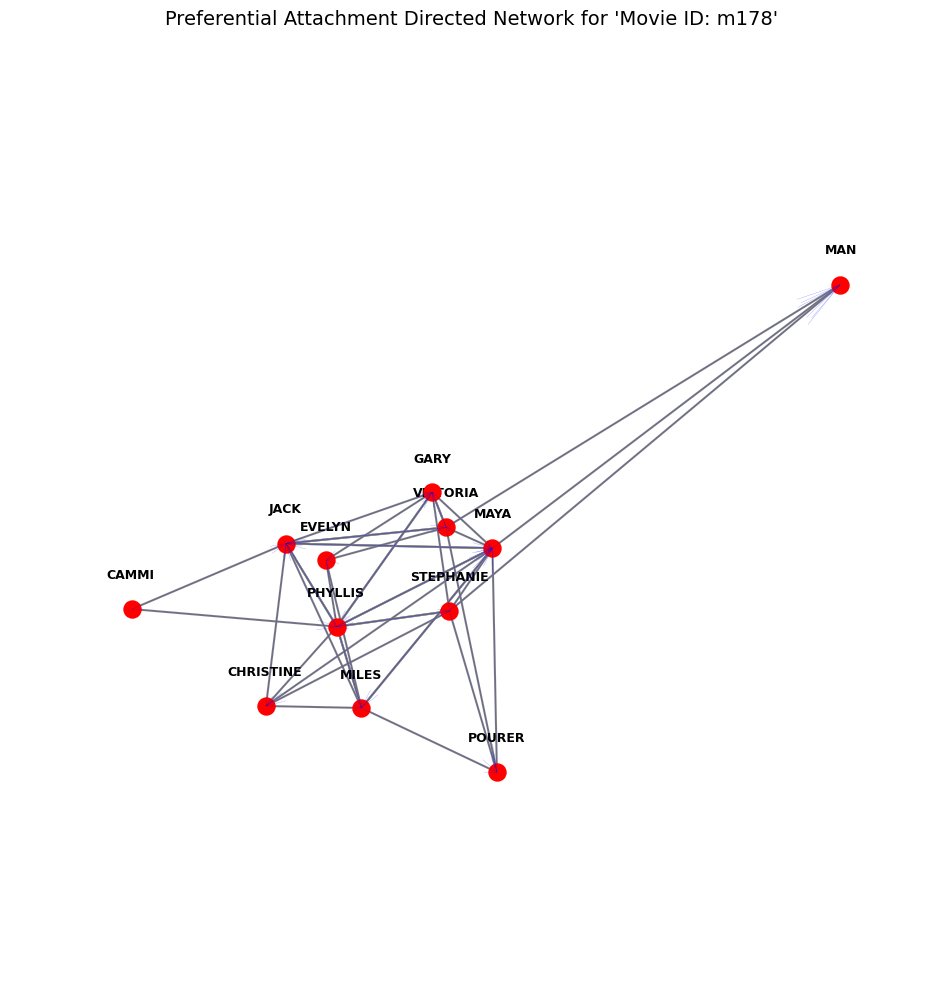 Preferential Attachment Directed Network for 'Movie ID: m178'
MAN
GARY
VICTORIA
JACK
MAYA
EVELYN
CAMMI
STEPHANIE
PHYLLIS
CHRISTINE
MILES
POURER